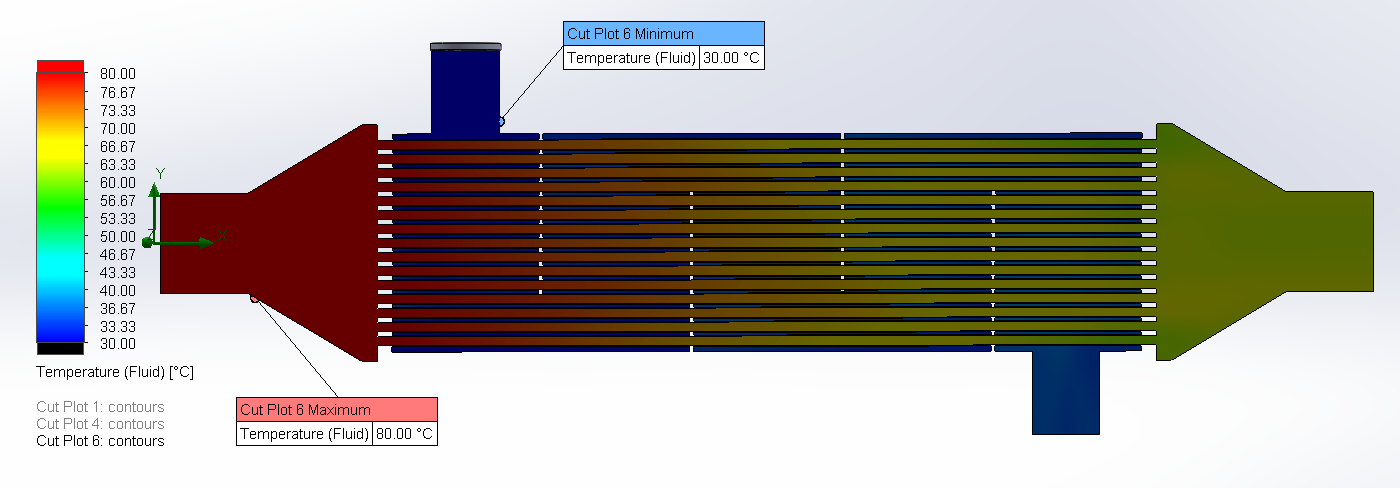 Cut Plot 6 Minimum
Temperature (Fluid) 30.00 °C
80.00
76.67
73.33
70.00
66.67
63.33
60.00
56.67
53.33
50.00
46.67
43.33
40.00
36.67
33.33
30.00
Temperature (Fluid) [°C]
Y
X
Z
Cut Plot 1: contours
Cut Plot 4: contours
Cut Plot 6: contours
Cut Plot 6 Maximum
Temperature (Fluid) 80.00 °C